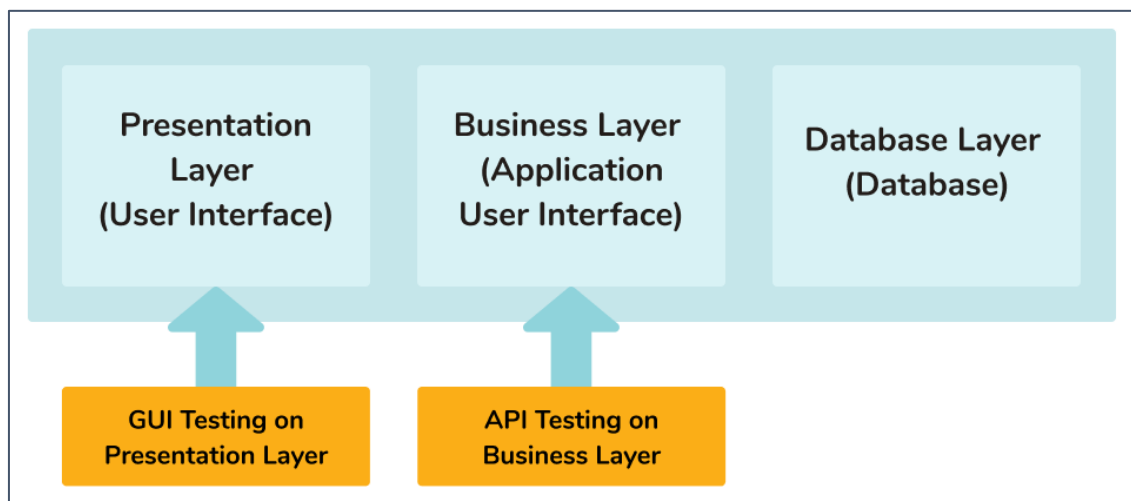 Presentation
Layer
(User Interface)
Business Layer
(Application
User Interface)
Database Layer
(Database)
GUI Testing on
Presentation Layer
API Testing on
Business Layer